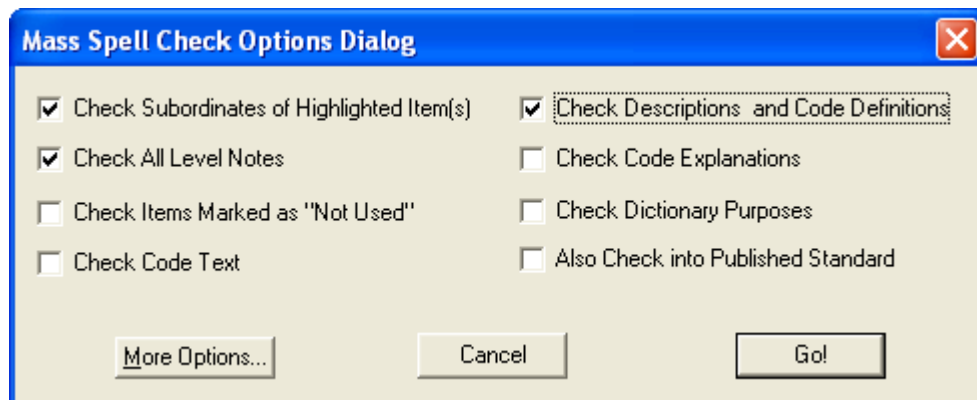 Mass Spell Check Options Dialog
Check Subordinates of Highlighted Item(s)
Check All Level Notes
Check Items Marked as "Not Used"
Check Code Text
Check Descriptions  and Code Definitions
Check Code Explanations
Check Dictionary Purposes
Also Check into Published Standard
More Options...
Cancel
Go!